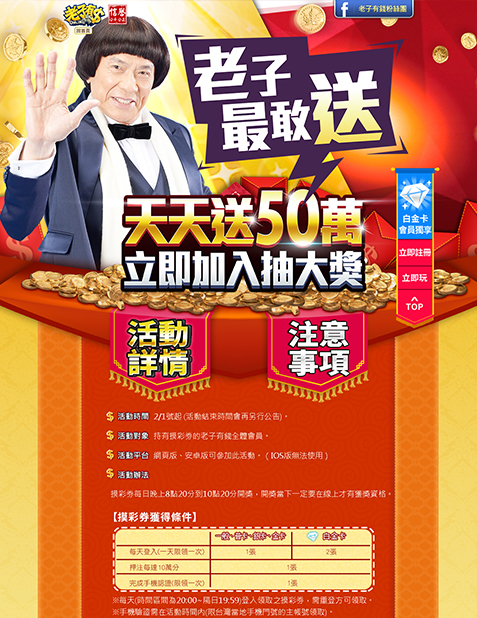 老子有錢
信譽
老子有錢粉絲團
老子
最敢送
天天送50萬
立即加入抽大獎
白金卡
會員獨享
立即註冊
立即玩
TOP
活動
詳情
注意
事項
活動時間 2/1號起 (活動結束時間會再另行公告)。
活動對象 持有摸彩券的老子有錢全體會員。
活動平台 網頁版、安卓版可參加此活動。 ( IOS版無法使用 )
活動辦法
摸彩券每日晚上8點20分到10點20分開獎，開獎當下一定要在線上才有獲獎資格。
【摸彩券獲得條件】
一般、普卡、銀卡、金卡 白金卡
每天登入(一天限領一次) 1張 2張
押注每達10萬分 1張
完成手機認證(限領一次) 1張
※每天(時間區間為20:00~隔日19:59)登入領取之摸彩券，需重登方可領取。
※手機驗證需在活動時間內(限台灣當地手機門號的主帳號領取)。